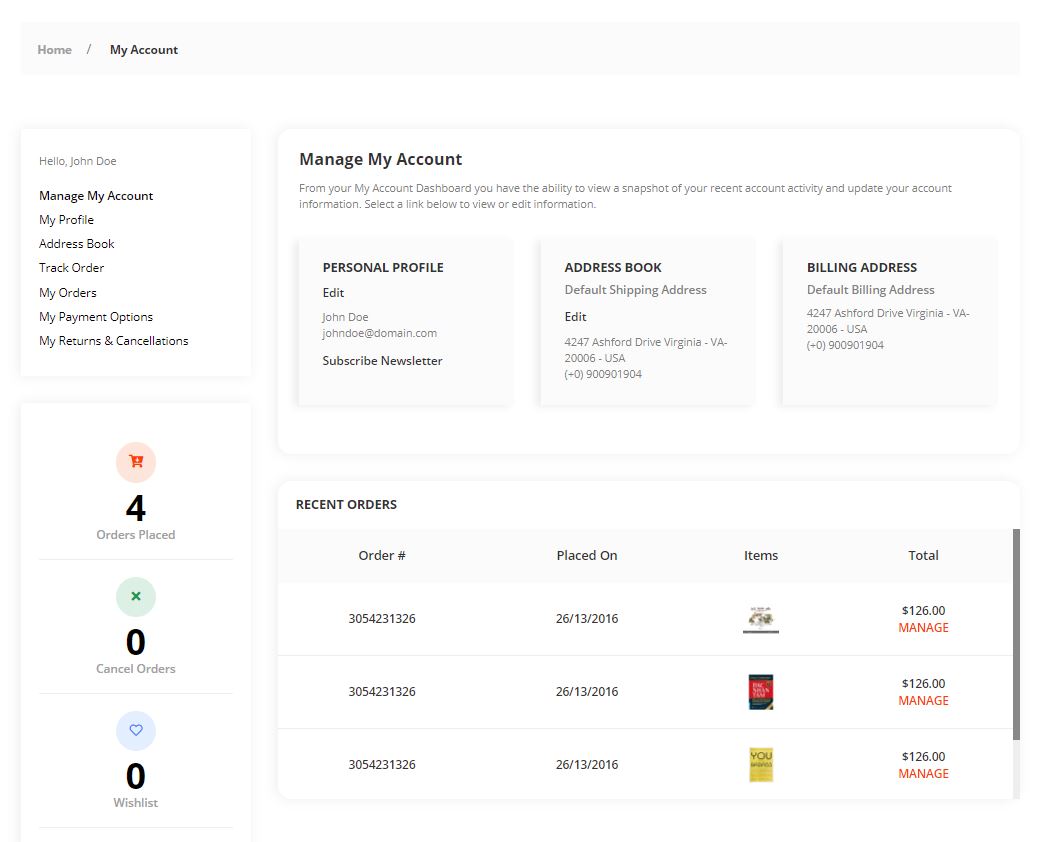 Home / My Account
Hello, John Doe
Manage My Account
My Profile
Address Book
Track Order
My Orders
My Payment Options
My Returns & Cancellations
4
Orders Placed
0
Cancel Orders
0
Wishlist
Manage My Account
From your My Account Dashboard you have the ability to view a snapshot of your recent account activity and update your account
information. Select a link below to view or edit information.
PERSONAL PROFILE
Edit
John Doe
johndoe@domain.com
Subscribe Newsletter
ADDRESS BOOK
Default Shipping Address
Edit
4247 Ashford Drive Virginia - VA-
20006 - USA
(+0) 900901904
BILLING ADDRESS
Default Billing Address
4247 Ashford Drive Virginia - VA-
20006 - USA
(+0) 900901904
RECENT ORDERS
Order # Placed On Items Total
3054231326 26/13/2016 $126.00
MANAGE
3054231326 26/13/2016 $126.00
MANAGE
3054231326 26/13/2016 YOU $126.00
MANAGE